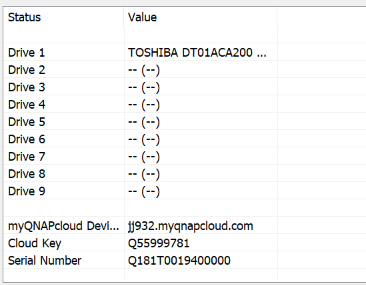 Status Value
Drive 1 TOSHIBA DT01ACA200 ...
Drive 2 -- (--)
Drive 3 -- (--)
Drive 4 -- (--)
Drive 5 -- (--)
Drive 6 -- (--)
Drive 7 -- (--)
Drive 8 -- (--)
Drive 9 -- (--)
myQNAPcloud Devi... jj932.myqnapcloud.com
Cloud Key Q55999781
Serial Number Q181T0019400000